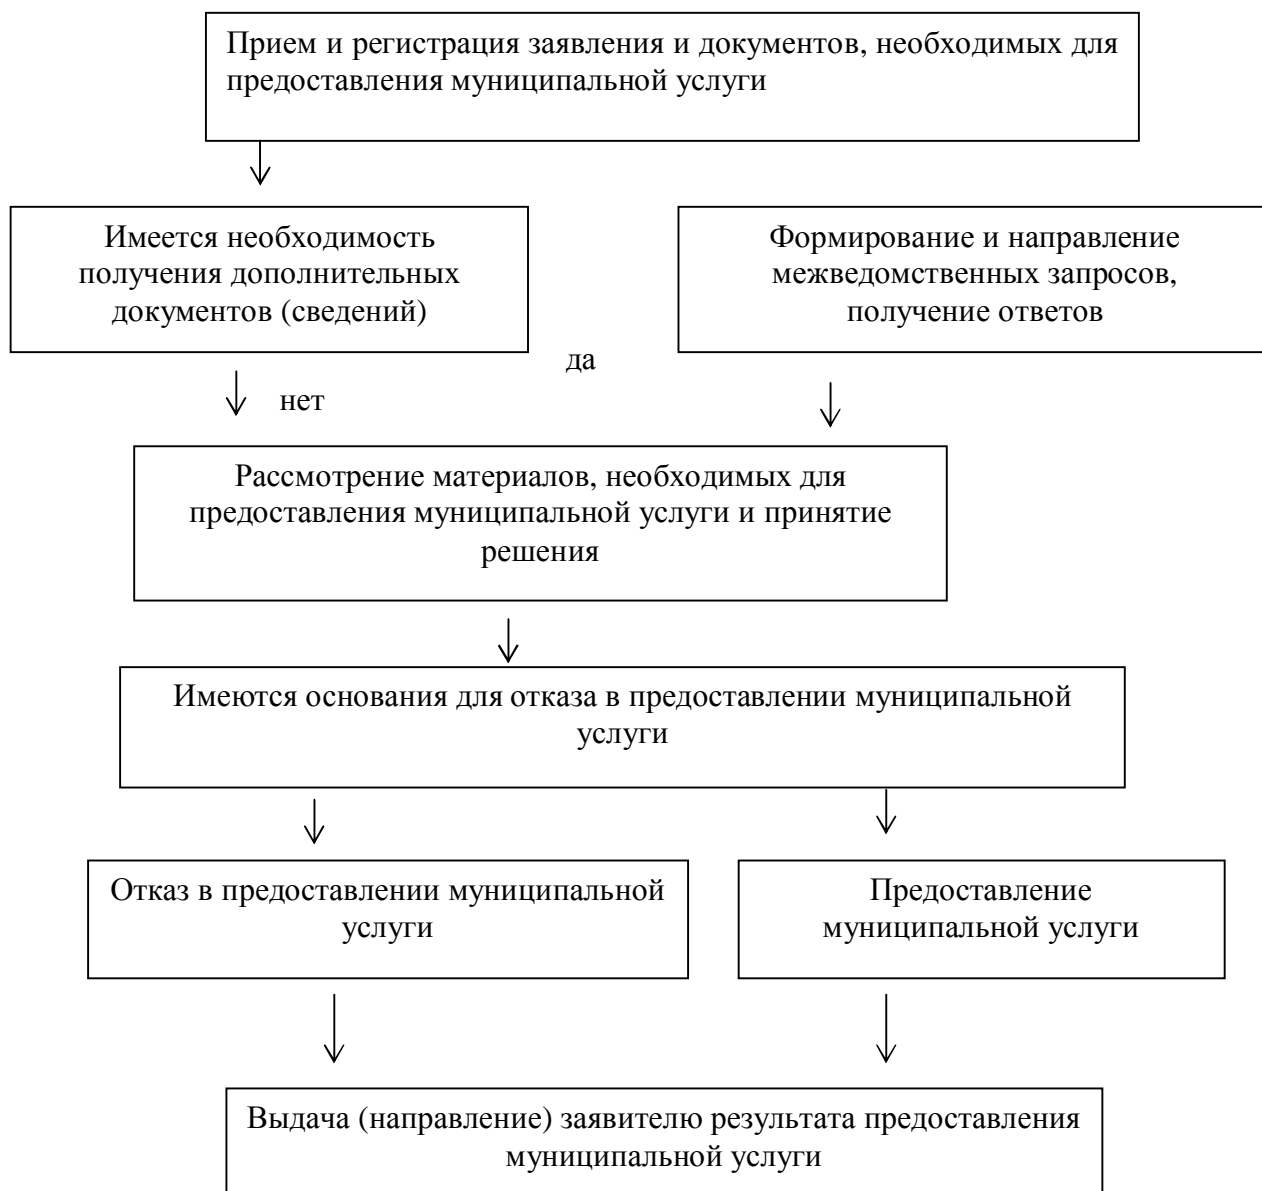 Прием и регистрация заявления и документов, необходимых для
предоставления муниципальной услуги
Имеется необходимость
получения дополнительных
документов (сведений)
Формирование и направление
межведомственных запросов,
получение ответов
да
нет
Рассмотрение материалов, необходимых для
предоставления муниципальной услуги и принятие
решения
Имеются основания для отказа в предоставлении муниципальной
услуги
Отказ в предоставлении муниципальной
услуги
Предоставление
муниципальной услуги
Выдача (направление) заявителю результата предоставления
муниципальной услуги